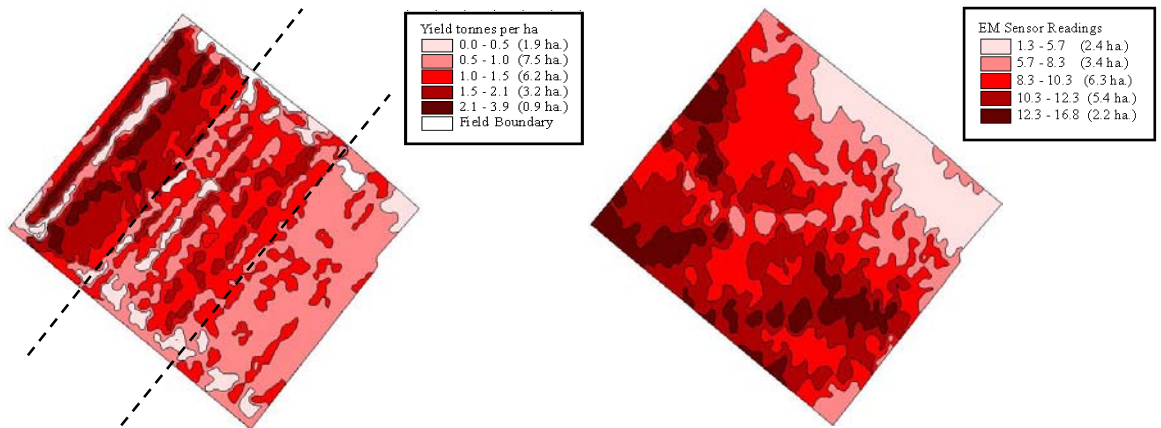 Yield tonnes per ha
0.0 - 0.5 (1.9 ha.)
0.5 - 1.0 (7.5 ha.)
1.0 - 1.5 (6.2 ha.)
1.5 - 2.1 (3.2 ha.)
2.1 - 3.9 (0.9 ha.)
Field Boundary
EM Sensor Readings
1.3 - 5.7 (2.4 ha.)
5.7 - 8.3 (3.4 ha.)
8.3 - 10.3 (6.3 ha.)
10.3 - 12.3 (5.4 ha.)
12.3 - 16.8 (2.2 ha.)